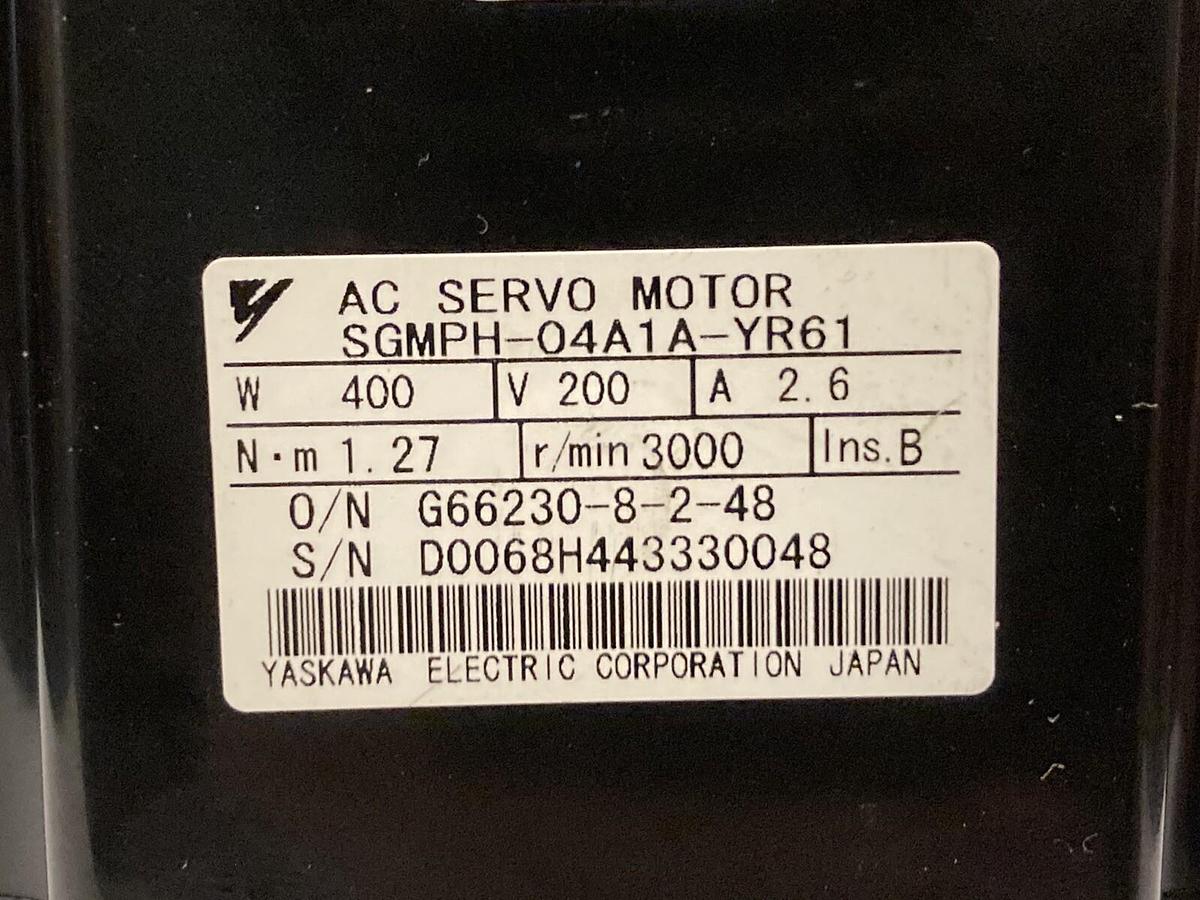 AC SERVO MOTOR
SGMPH-04A1A-YR61
W 400 V 200 A 2.6
N·m 1.27 r/min 3000 Ins.B
O/N G66230-8-2-48
S/N D0068H443330048
YASKAWA ELECTRIC CORPORATION JAPAN